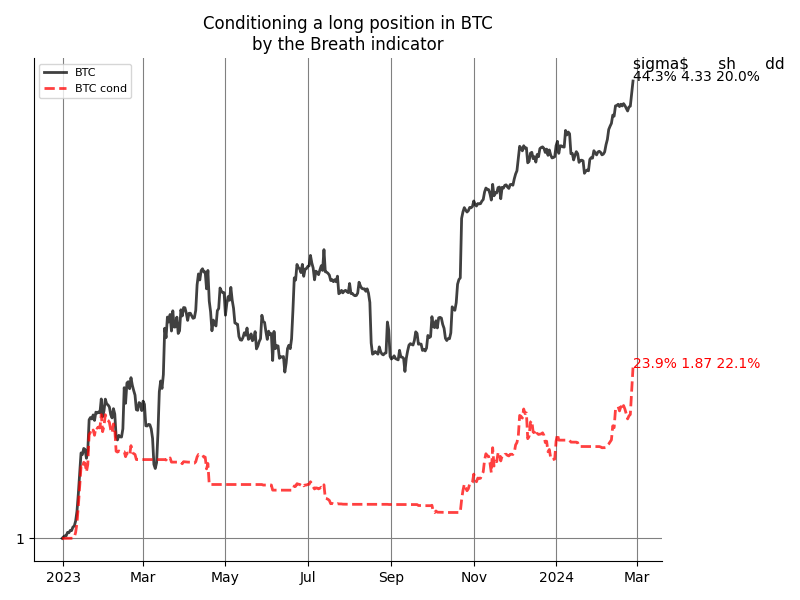 Conditioning a long position in BTC
by the Breath indicator
$igma$ sh dd
44.3% 4.33 20.0%
BTC
BTC cond
23.9% 1.87 22.1%
1
2023 Mar May Jul Sep Nov 2024 Mar